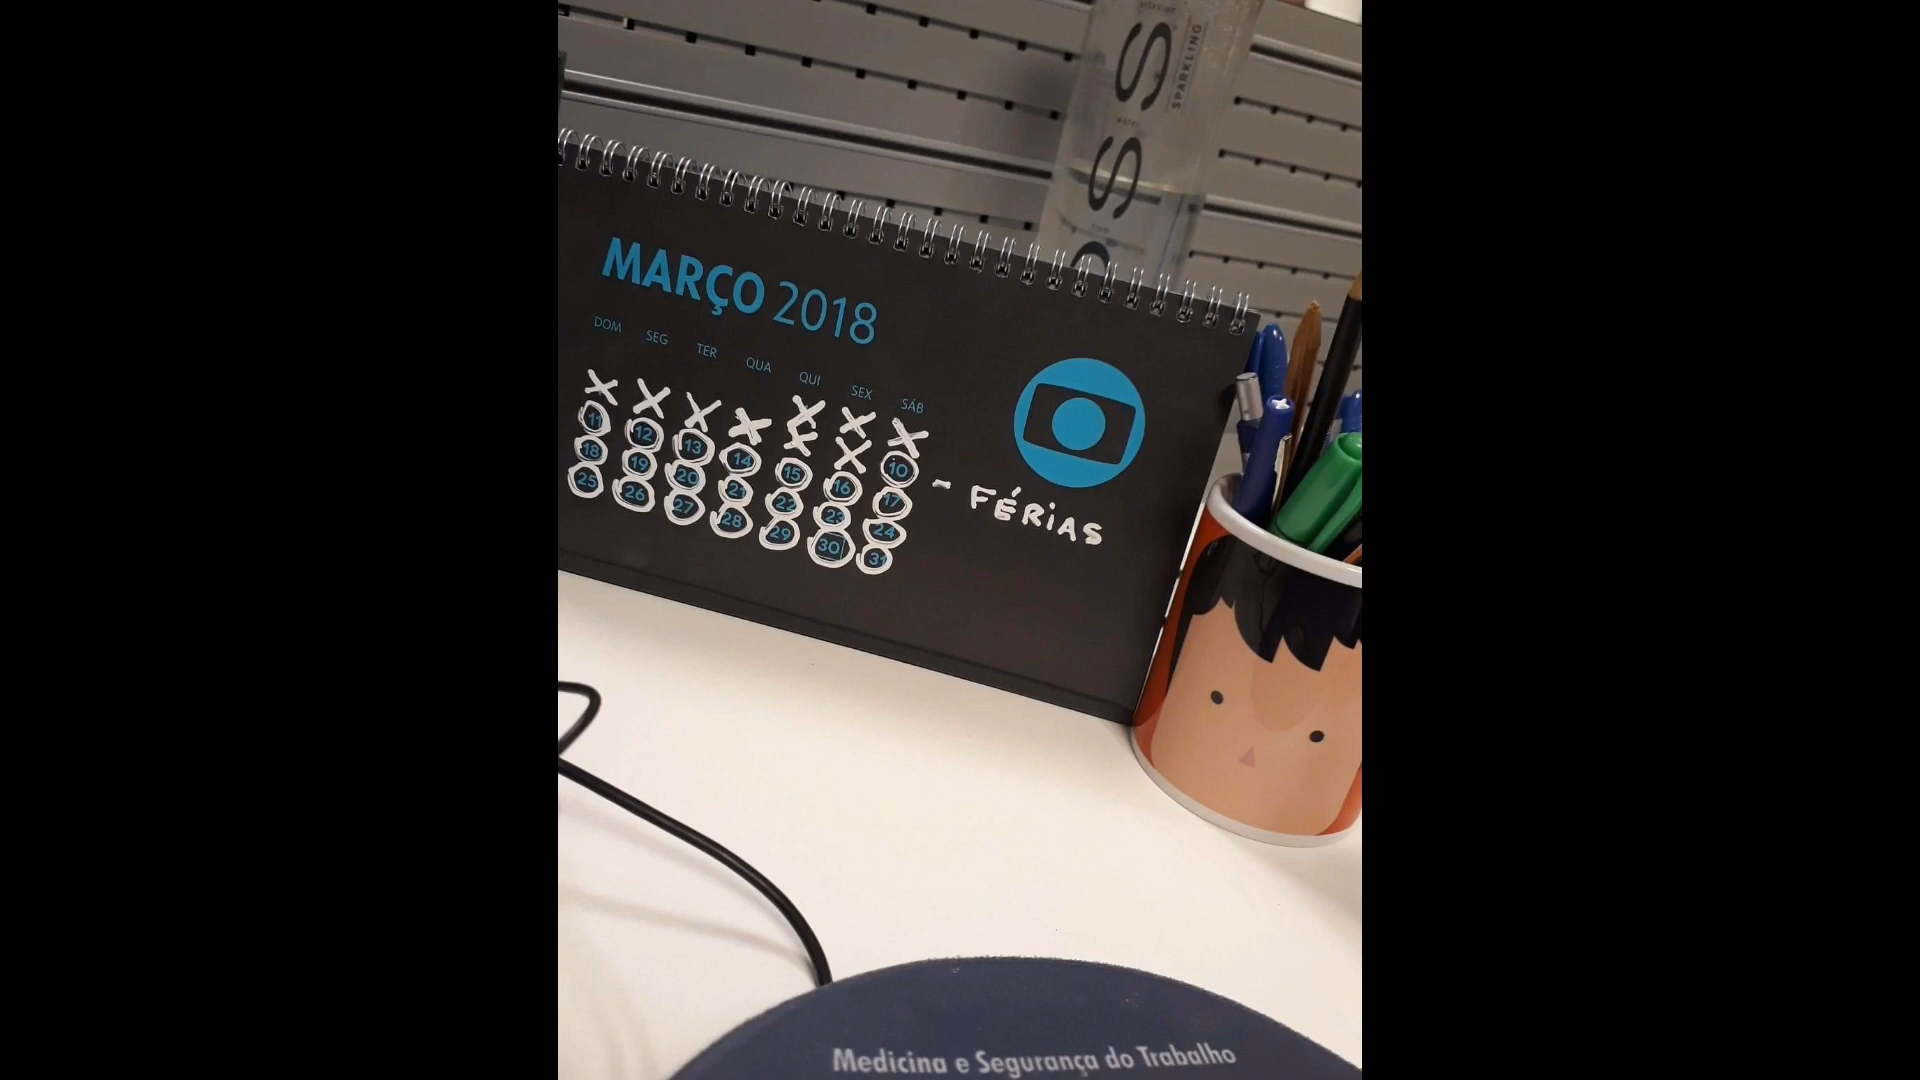 MARÇO 2018
DOM SEG TER QUA QUI SEX SÁB
10
11 12 13 14 15 16 17
18 19 20 21 22 23 24
25 26 27 28 29 30 31
- FÉRIAS
SPARKLING
water
Medicina e Segurança do Trabalho